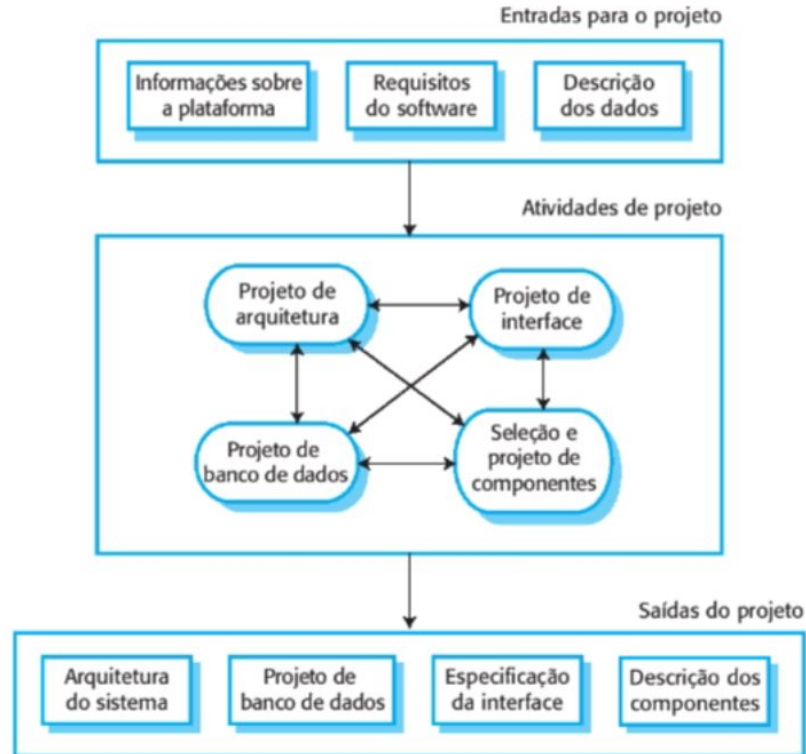 Entradas para o projeto
Informações sobre
a plataforma
Requisitos
do software
Descrição
dos dados
Atividades de projeto
Projeto de
arquitetura
Projeto de
interface
Projeto de
banco de dados
Seleção e
projeto de
componentes
Saídas do projeto
Arquitetura
do sistema
Projeto de
banco de dados
Especificação
da interface
Descrição dos
componentes